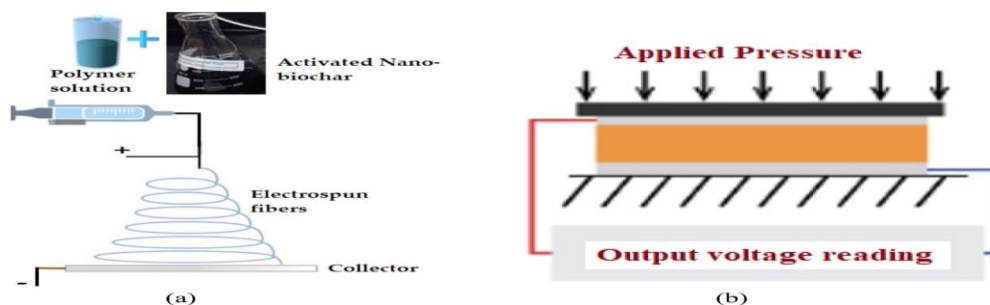 Polymer
solution
+
Activated Nano-
biochar
+
Electrospun
fibers
Collector
-
(a)
Applied Pressure
Output voltage reading
(b)